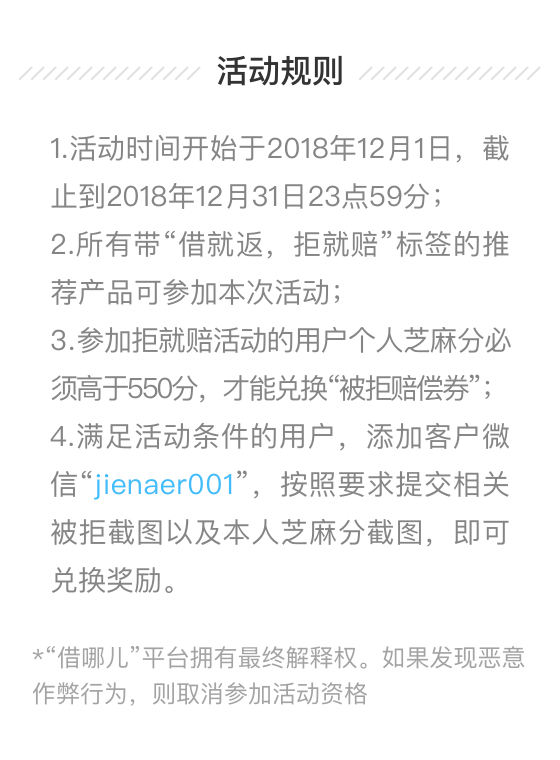 活动规则
1.活动时间开始于2018年12月1日，截
止到2018年12月31日23点59分；
2.所有带“借就返，拒就赔”标签的推
荐产品可参加本次活动；
3.参加拒就赔活动的用户个人芝麻分必
须高于550分，才能兑换“被拒赔偿券”；
4.满足活动条件的用户，添加客户微
信“jienaer001”，按照要求提交相关
被拒截图以及本人芝麻分截图，即可
兑换奖励。
*“借哪儿”平台拥有最终解释权。如果发现恶意
作弊行为，则取消参加活动资格